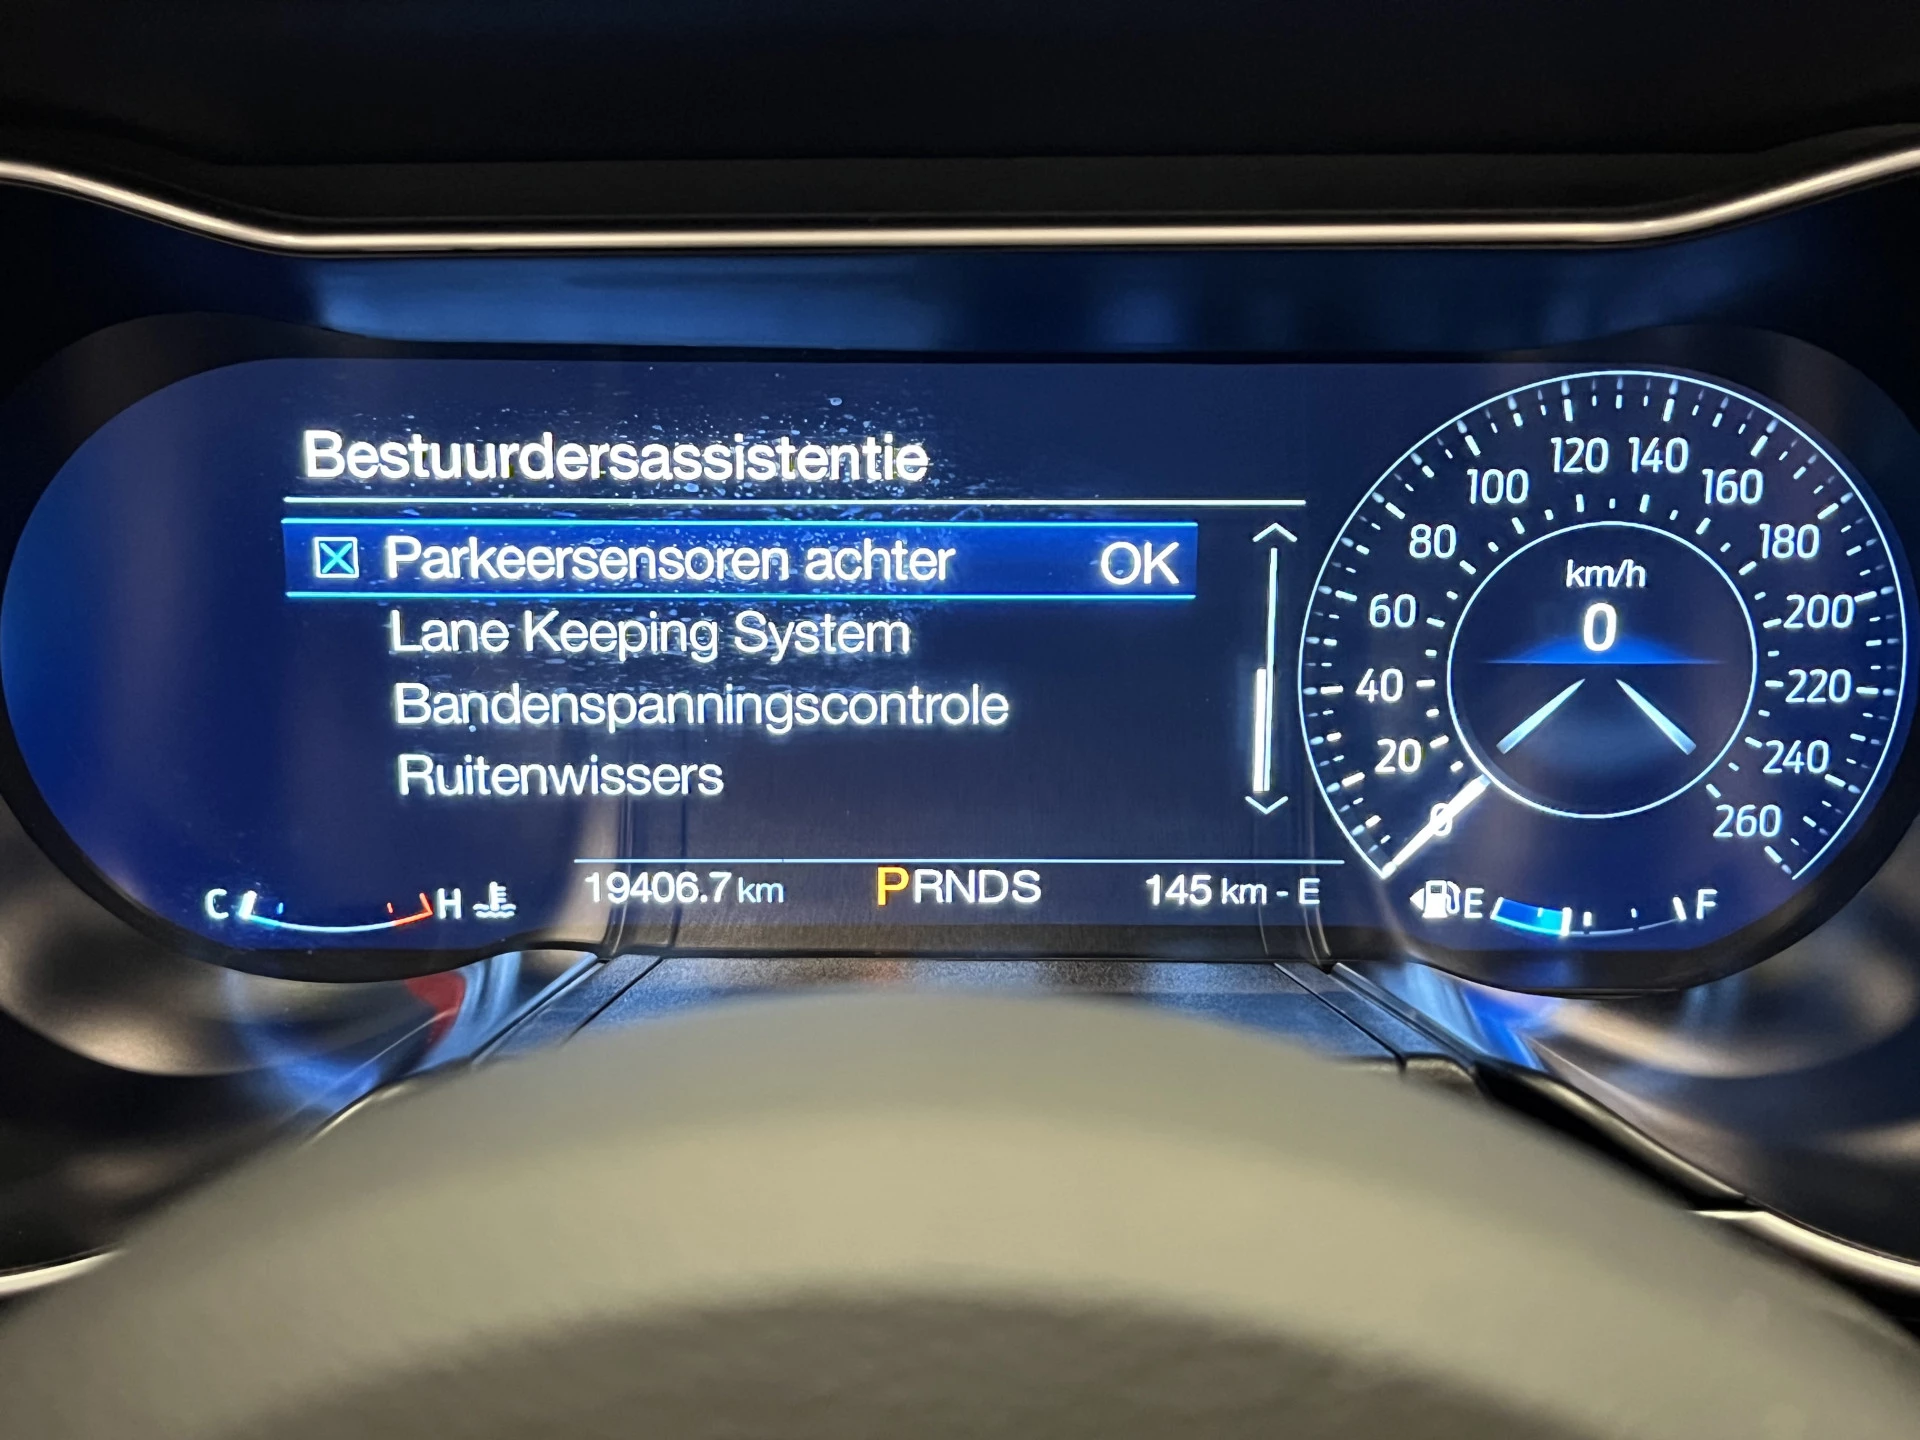 Bestuurdersassistentie
Parkeersensoren achter OK
Lane Keeping System
Bandenspanningscontrole
Ruitenwissers
C H
19406.7 km PRNDS 145 km - E
0 20 40 60 80 100 120 140 160 180 200 220 240 260
km/h
0
E F